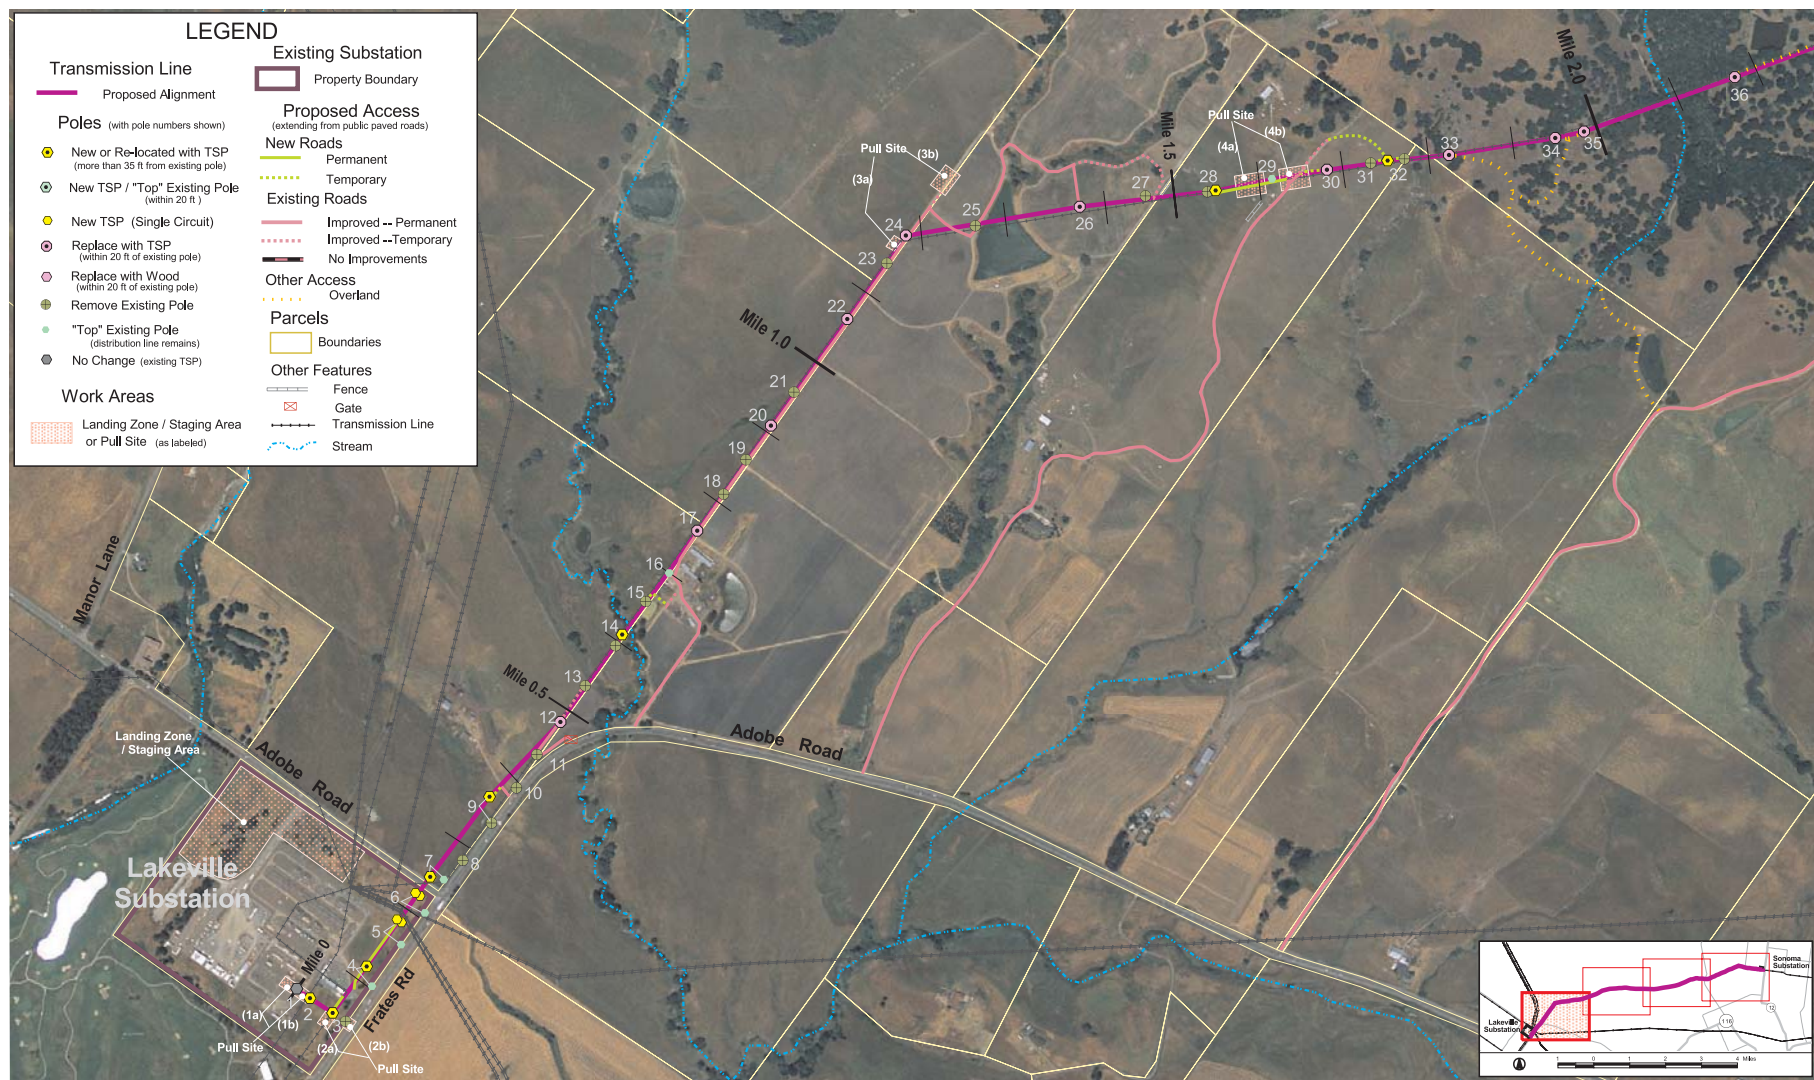 LEGEND
Transmission Line
Proposed Alignment
Poles (with pole numbers shown)
New or Re-located with TSP
(more than 35 ft from existing pole)
New TSP / "Top" Existing Pole
(within 20 ft )
New TSP (Single Circuit)
Replace with TSP
(within 20 ft of existing pole)
Replace with Wood
(within 20 ft of existing pole)
Remove Existing Pole
"Top" Existing Pole
(distribution line remains)
No Change (existing TSP)
Work Areas
Landing Zone / Staging Area
or Pull Site (as labeled)
Existing Substation
Property Boundary
Proposed Access
(extending from public paved roads)
New Roads
Permanent
Temporary
Existing Roads
Improved -- Permanent
Improved --Temporary
No Improvements
Other Access
Overland
Parcels
Boundaries
Other Features
Fence
Gate
Transmission Line
Stream
Mile 2.0
36
35
34
33
32
31
30
29
28
27
26
25
24
23
22
21
20
19
18
17
16
15
14
13
12
11
10
9
8
7
6
5
4
3
2
Mile 1.5
Pull Site
(4b)
(4a)
Pull Site
(3b)
(3a)
Mile 1.0
Mile 0.5
Manor Lane
Landing Zone
/ Staging Area
Adobe Road
Adobe Road
Lakeville
Substation
Mile 0
Frates Rd
(1a)
(1b)
Pull Site
(2a)
(2b)
Pull Site
Sonoma
Substation
Lakeville
Substation
12
116
1 0 1 2 3 4 Miles